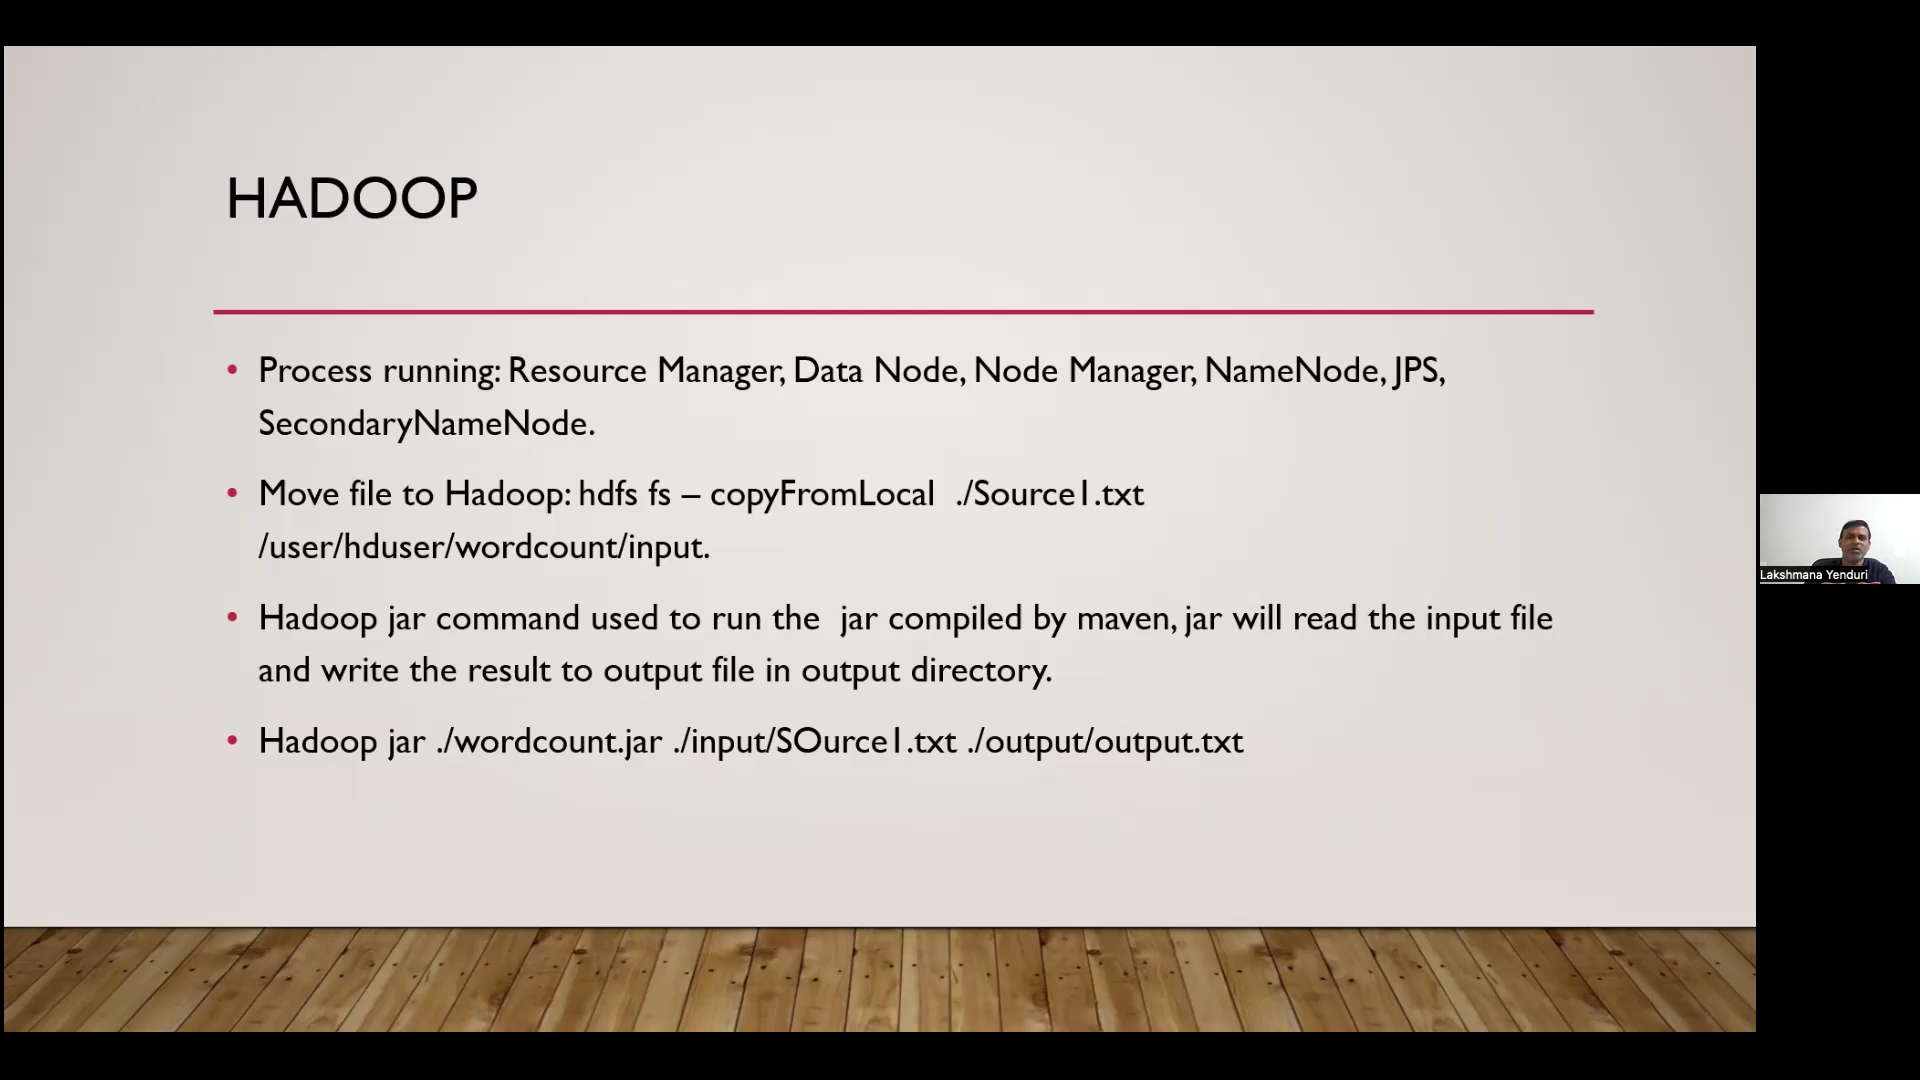 HADOOP
• Process running: Resource Manager, Data Node, Node Manager, NameNode, JPS,
SecondaryNameNode.
• Move file to Hadoop: hdfs fs – copyFromLocal  ./Source1.txt
/user/hduser/wordcount/input.
• Hadoop jar command used to run the  jar compiled by maven, jar will read the input file
and write the result to output file in output directory.
• Hadoop jar ./wordcount.jar ./input/SOurce1.txt ./output/output.txt
Lakshmana Yenduri